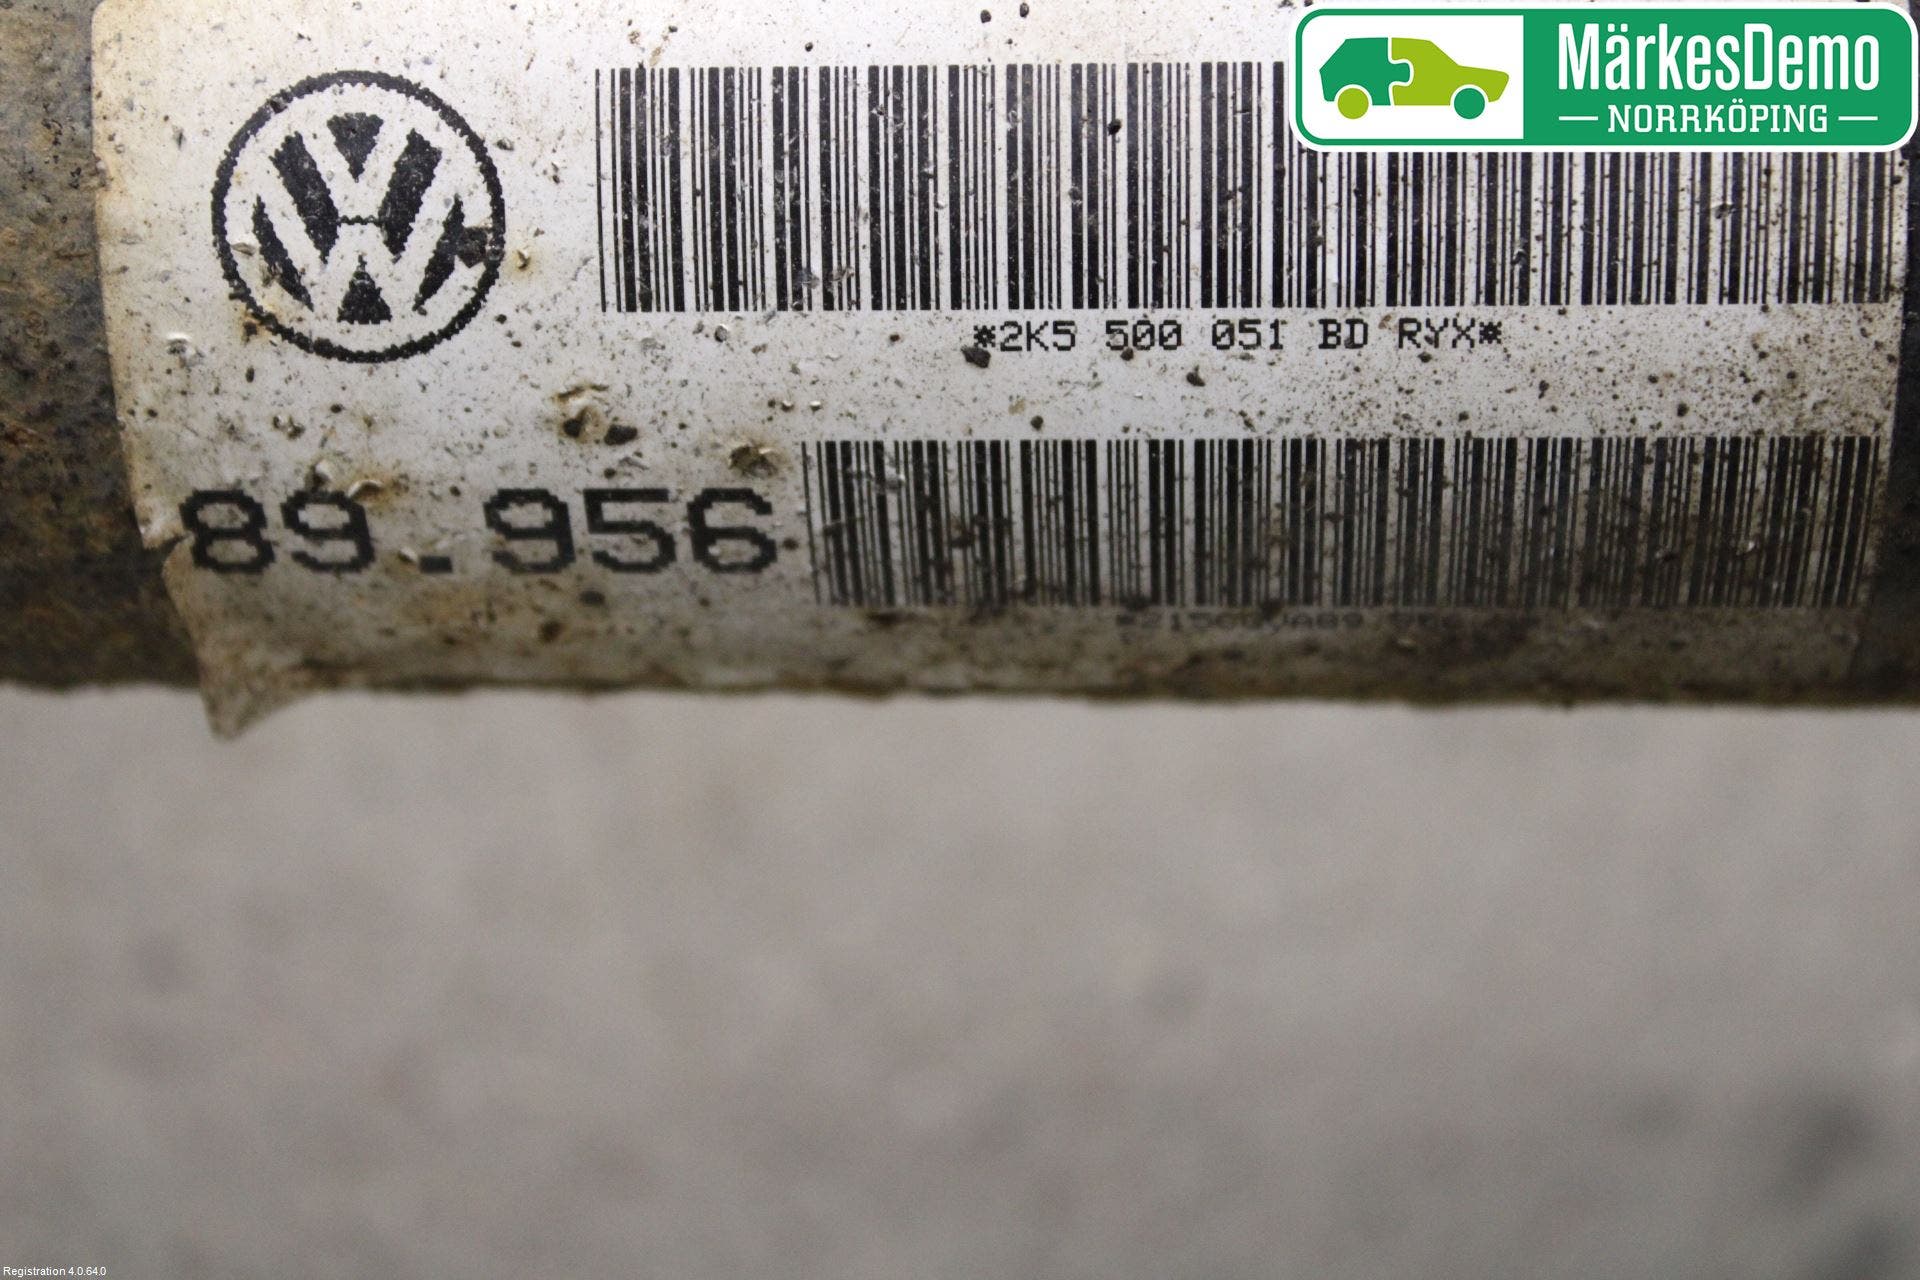 MärkesDemo
NORRKÖPING
*2K5 500 051 BD RYX*
89.956
Registration 4.0.64.0